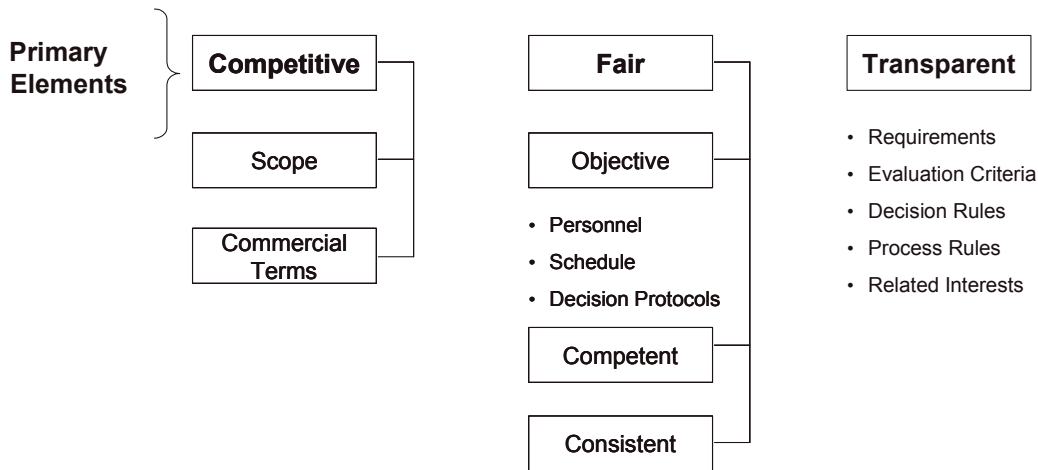 Primary
Elements
Competitive
Scope
Commercial
Terms
Fair
Objective
• Personnel
• Schedule
• Decision Protocols
Competent
Consistent
Transparent
• Requirements
• Evaluation Criteria
• Decision Rules
• Process Rules
• Related Interests